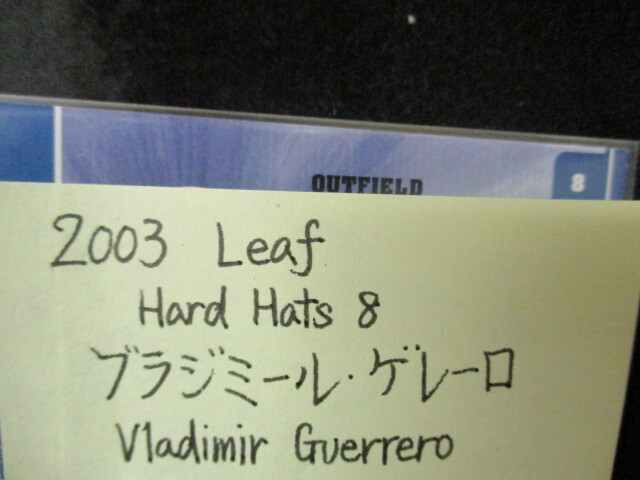 OUTFIELD
8
2003 Leaf
Hard Hats 8
ブラジミール・ゲレーロ
Vladimir Guerrero